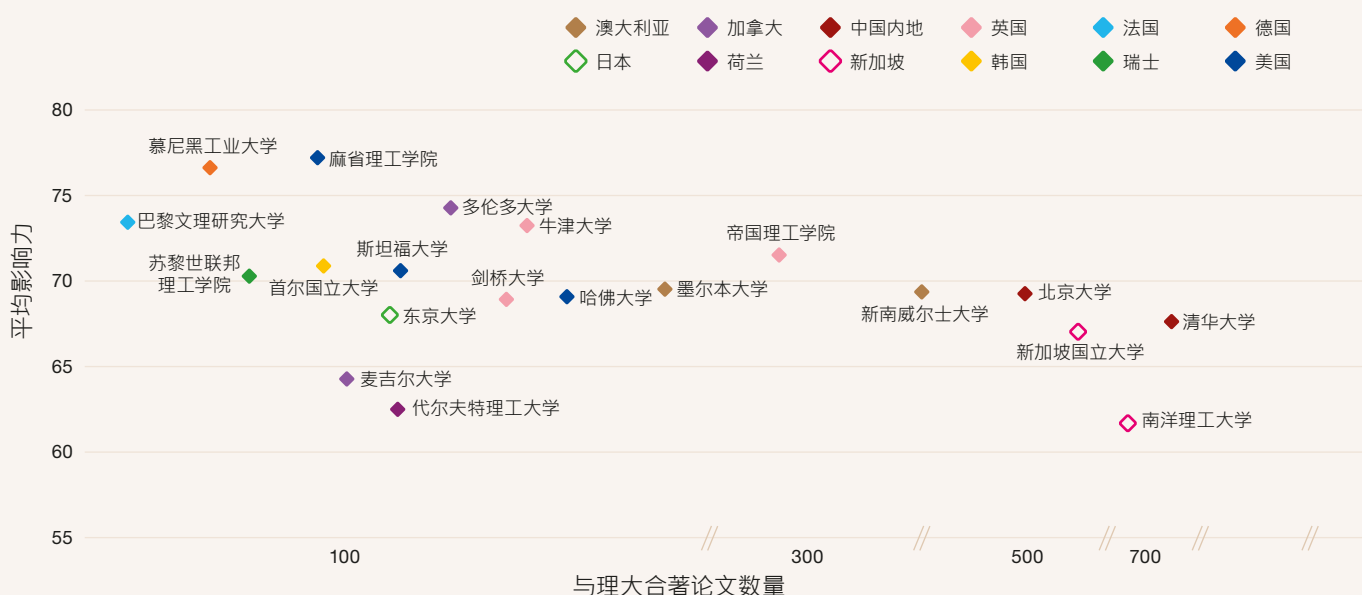 澳大利亚 加拿大 中国内地 英国 法国 德国
日本 荷兰 新加坡 韩国 瑞士 美国
80
慕尼黑工业大学
麻省理工学院
75
多伦多大学
巴黎文理研究大学
牛津大学
帝国理工学院
斯坦福大学
苏黎世联邦
理工学院
剑桥大学
70
首尔国立大学
墨尔本大学
北京大学
哈佛大学
新南威尔士大学
东京大学
清华大学
新加坡国立大学
65
麦吉尔大学
代尔夫特理工大学
南洋理工大学
60
55
平均影响力
100 300 500 700
与理大合著论文数量